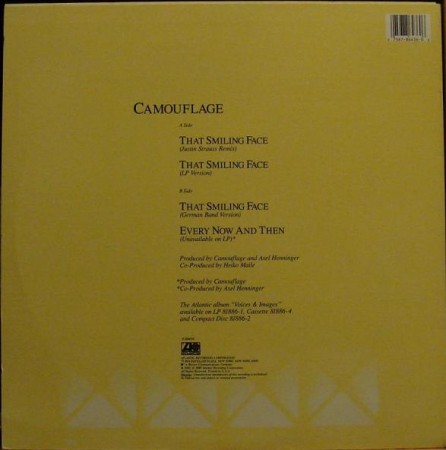 CAMOUFLAGE
A Side
THAT SMILING FACE
(Justin Strauss Remix)
THAT SMILING FACE
(LP Version)
B Side
THAT SMILING FACE
(German Band Version)
EVERY NOW AND THEN
(Unavailable on LP)*
Produced by Camouflage and Axel Henninger
Co-Produced by Heiko Maile
*Produced by Camouflage
*Co-Produced by Axel Henninger
The Atlantic album "Voices & Images"
available on LP 81886-1, Cassette 81886-4
and Compact Disc 81886-2